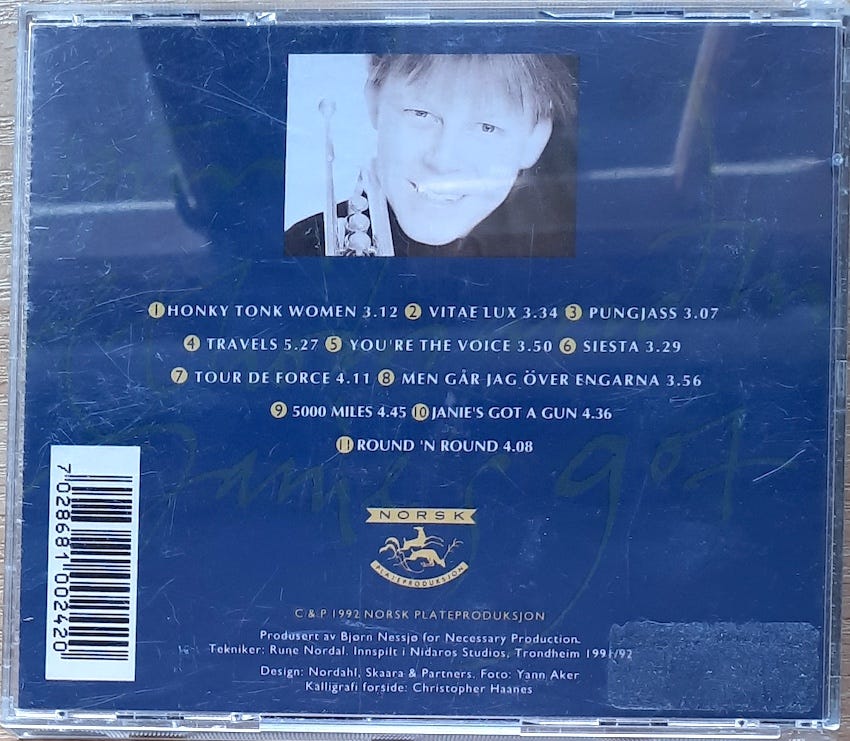 1 HONKY TONK WOMEN 3.12 2 VITAE LUX 3.34 3 PUNGJASS 3.07
4 TRAVELS 5.27 5 YOU'RE THE VOICE 3.50 6 SIESTA 3.29
7 TOUR DE FORCE 4.11 8 MEN GÅR JAG ÖVER ENGARNA 3.56
9 5000 MILES 4.45 10 JANIE'S GOT A GUN 4.36
11 ROUND 'N ROUND 4.08
7 028681 002420
NORSK
PLATEPRODUKSJON
C & P 1992 NORSK PLATEPRODUKSJON
Produsert av Bjørn Nessjø for Necessary Production.
Tekniker: Rune Nordal. Innspilt i Nidaros Studios, Trondheim 1991/92
Design: Nordahl, Skaara & Partners. Foto: Yann Aker
Kalligrafi forside: Christopher Haanes